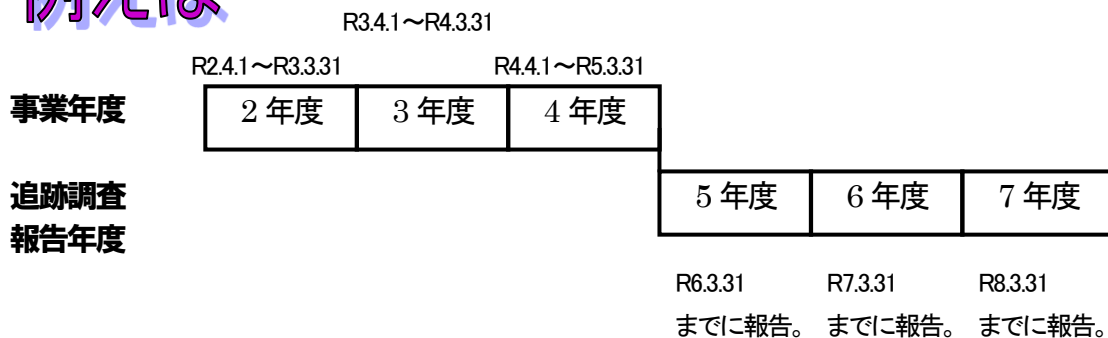 例えば
R3.4.1～R4.3.31
R2.4.1～R3.3.31 R4.4.1～R5.3.31
事業年度 2年度 3年度 4年度
追跡調査 5年度 6年度 7年度
報告年度
R6.3.31 R7.3.31 R8.3.31
までに報告。 までに報告。 までに報告。